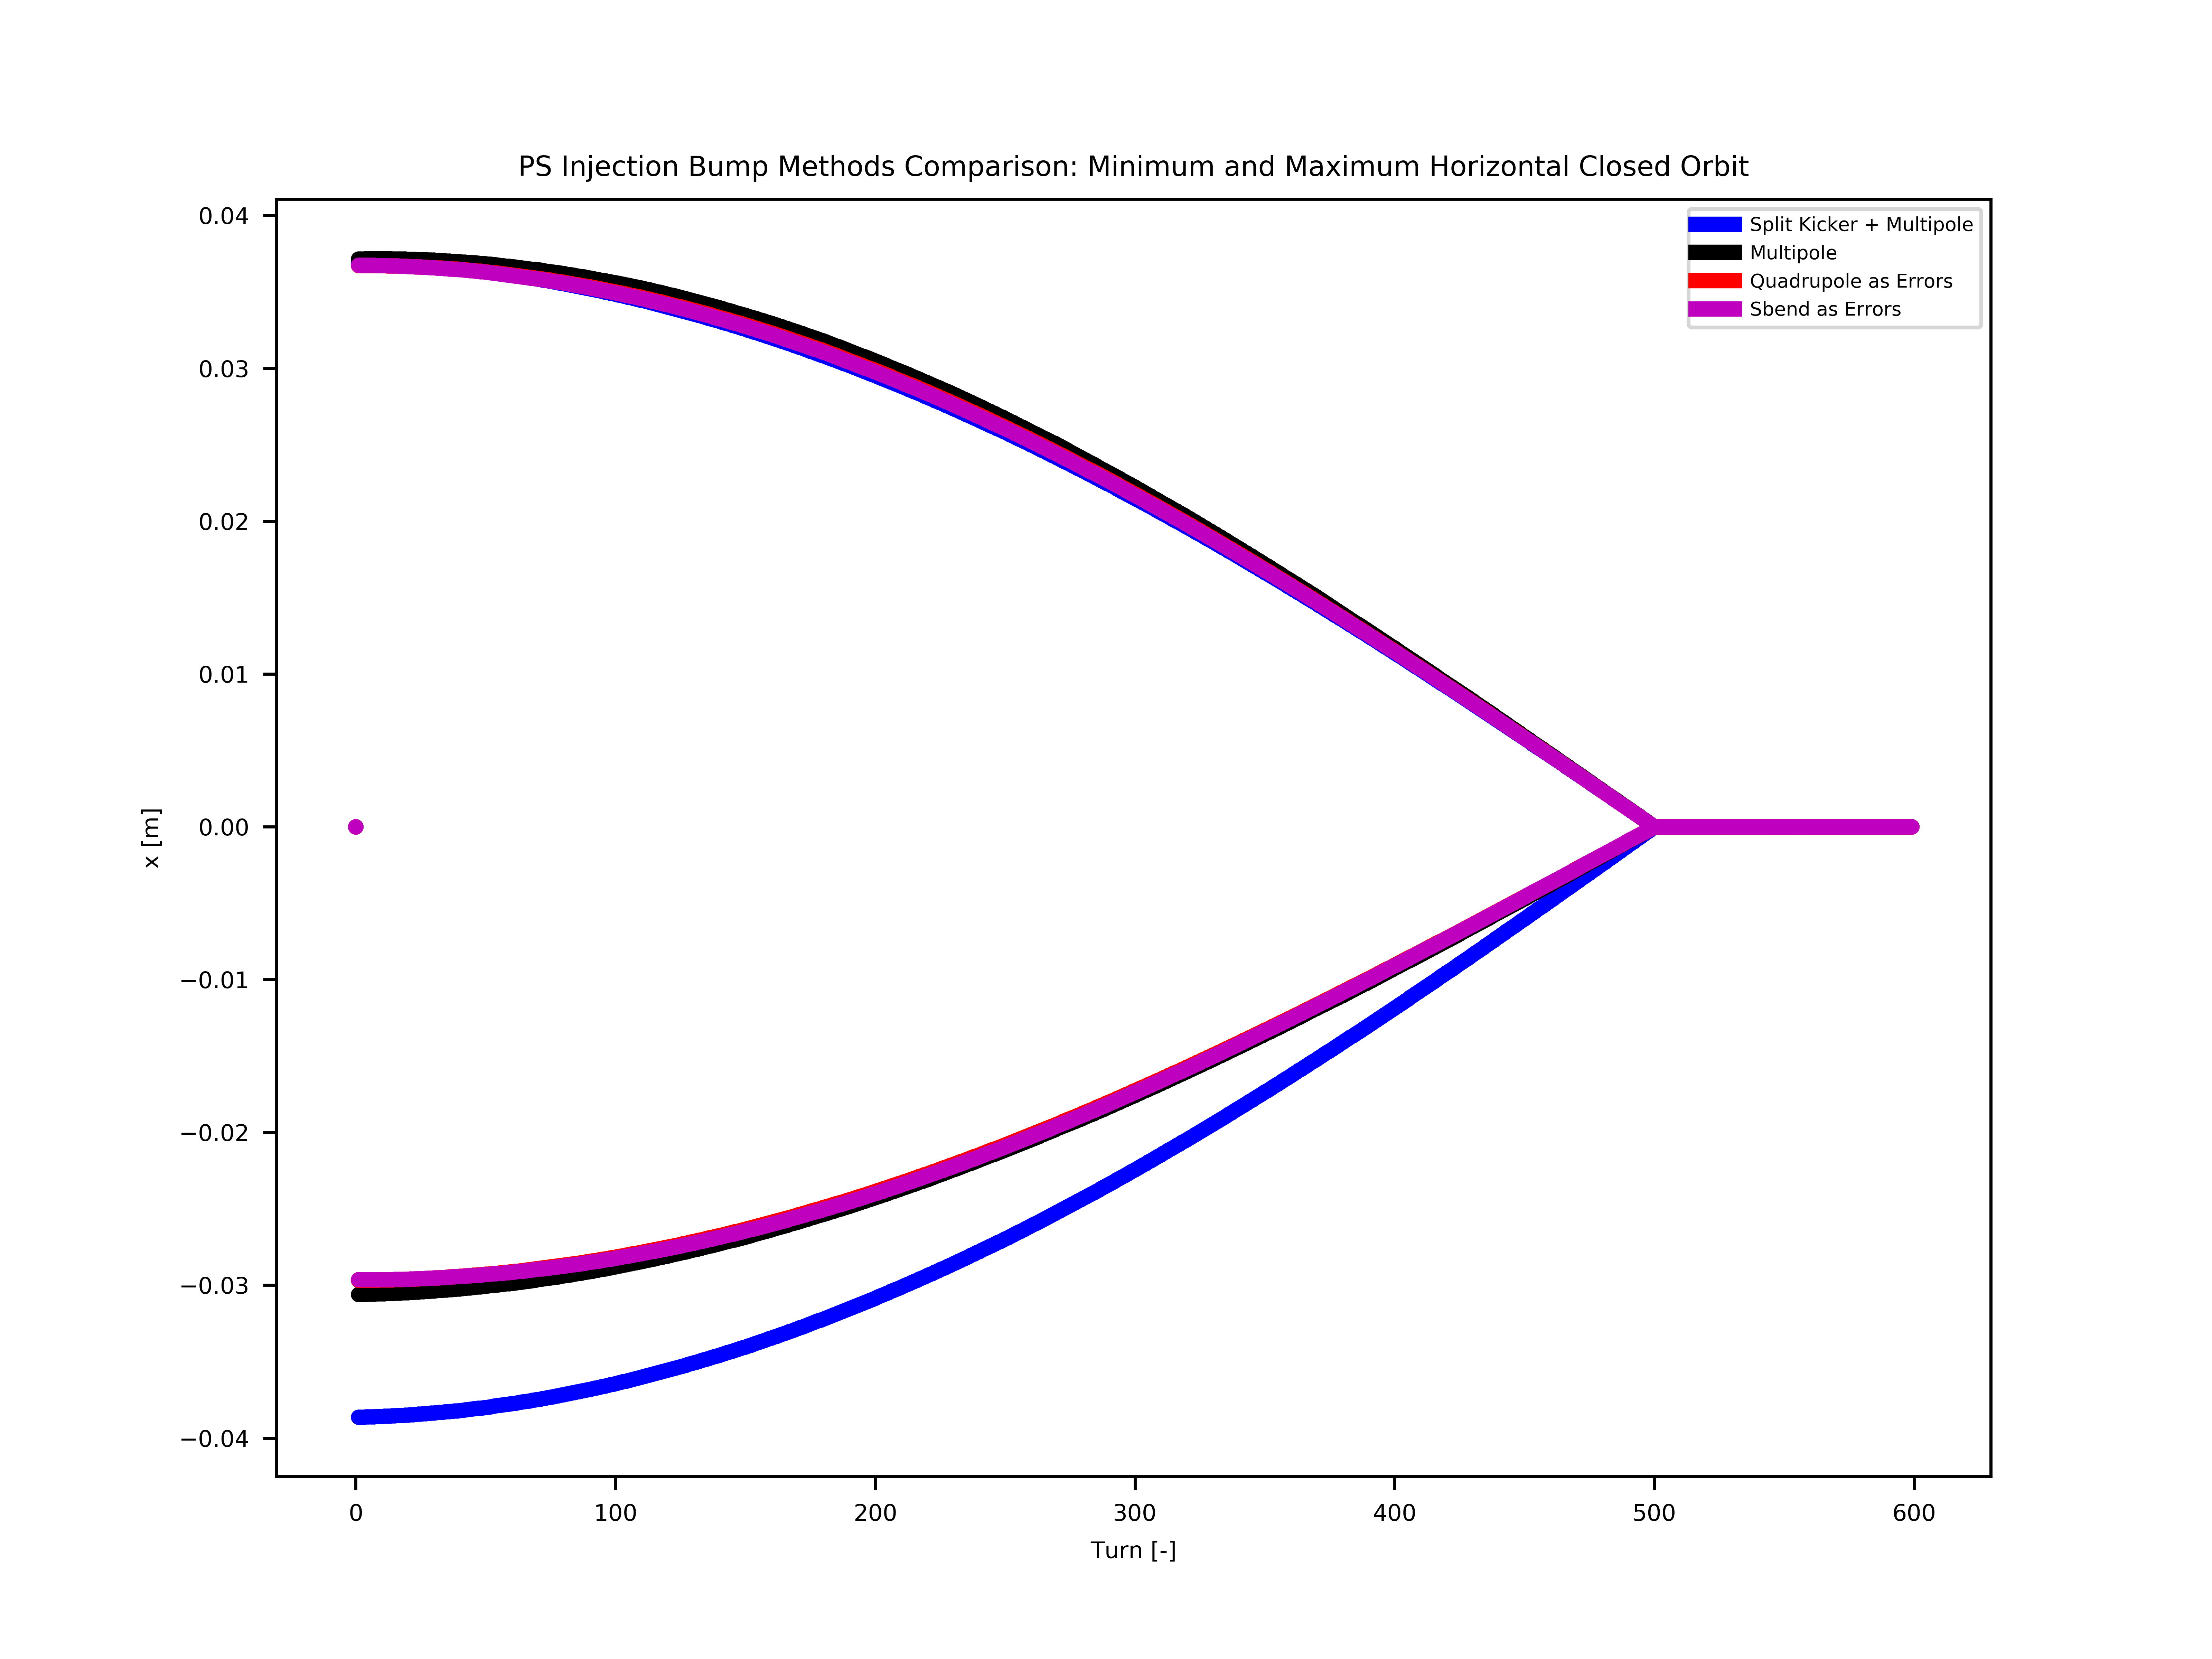 PS Injection Bump Methods Comparison: Minimum and Maximum Horizontal Closed Orbit
Split Kicker + Multipole
Multipole
Quadrupole as Errors
Sbend as Errors
0.04
0.03
0.02
0.01
0.00
−0.01
−0.02
−0.03
−0.04
x [m]
0 100 200 300 400 500 600
Turn [-]